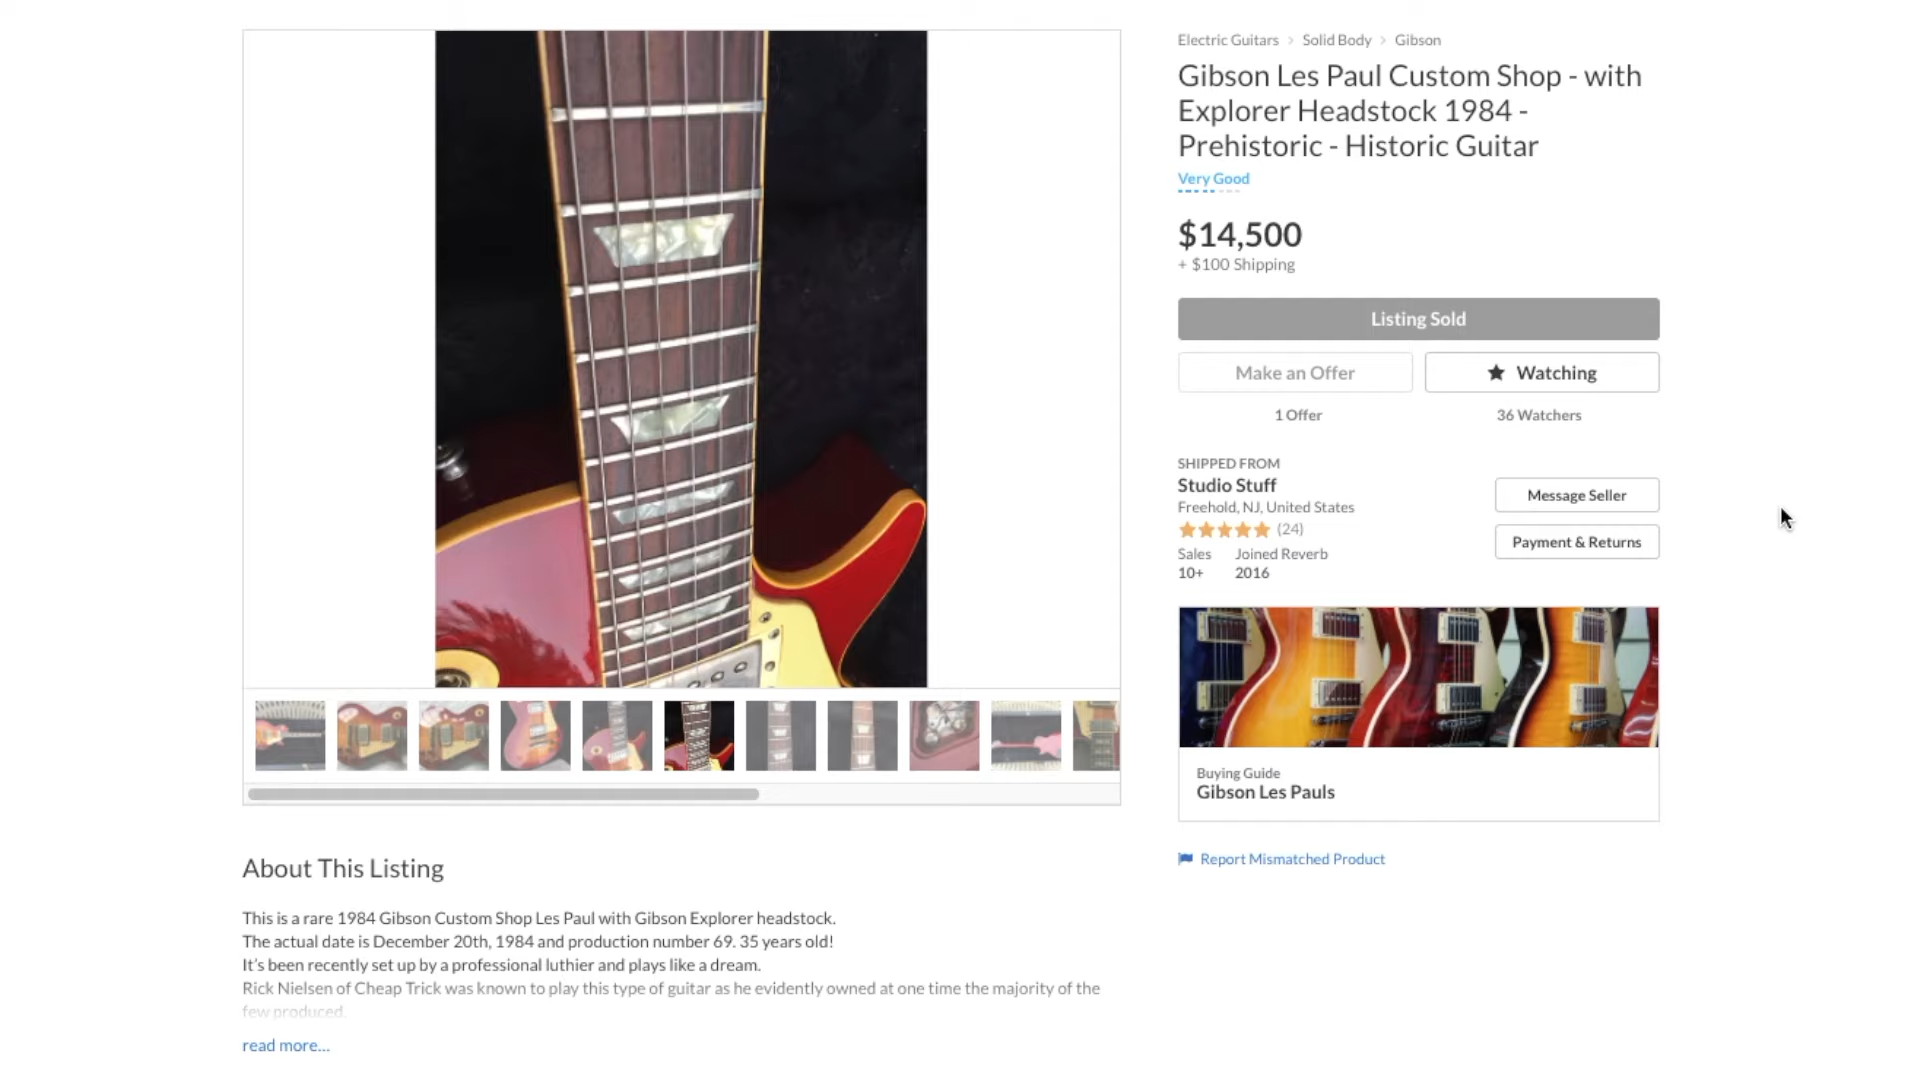 Electric Guitars > Solid Body > Gibson
Gibson Les Paul Custom Shop - with
Explorer Headstock 1984 -
Prehistoric - Historic Guitar
Very Good
$14,500
+ $100 Shipping
Listing Sold
Make an Offer
★ Watching
1 Offer
36 Watchers
SHIPPED FROM
Studio Stuff
Freehold, NJ, United States
(24)
Sales Joined Reverb
10+ 2016
Message Seller
Payment & Returns
Buying Guide
Gibson Les Pauls
Report Mismatched Product
About This Listing
This is a rare 1984 Gibson Custom Shop Les Paul with Gibson Explorer headstock.
The actual date is December 20th, 1984 and production number 69. 35 years old!
It's been recently set up by a professional luthier and plays like a dream.
Rick Nielsen of Cheap Trick was known to play this type of guitar as he evidently owned at one time the majority of the
few produced.
read more...